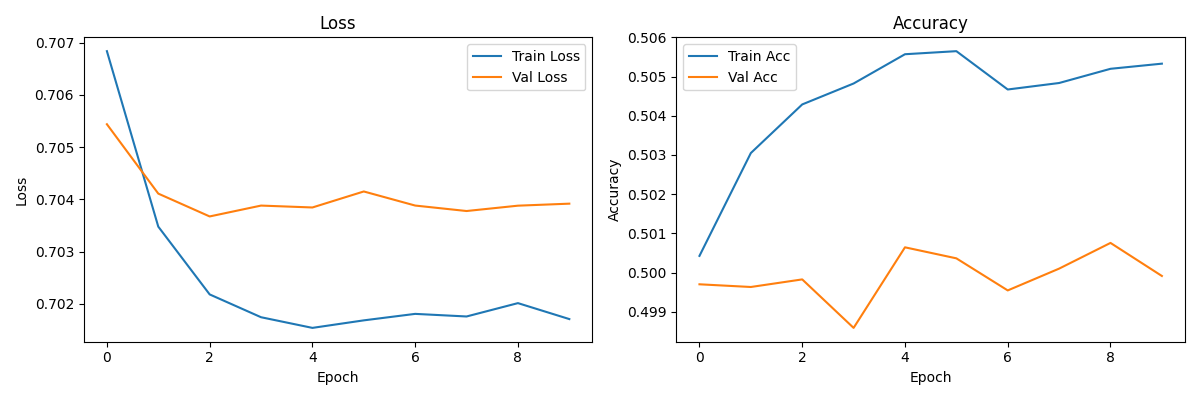 Loss
0.707
0.706
0.705
0.704
0.703
0.702
Loss
Train Loss
Val Loss
0 2 4 6 8
Epoch
Accuracy
0.506
0.505
0.504
0.503
0.502
0.501
0.500
0.499
Accuracy
Train Acc
Val Acc
0 2 4 6 8
Epoch